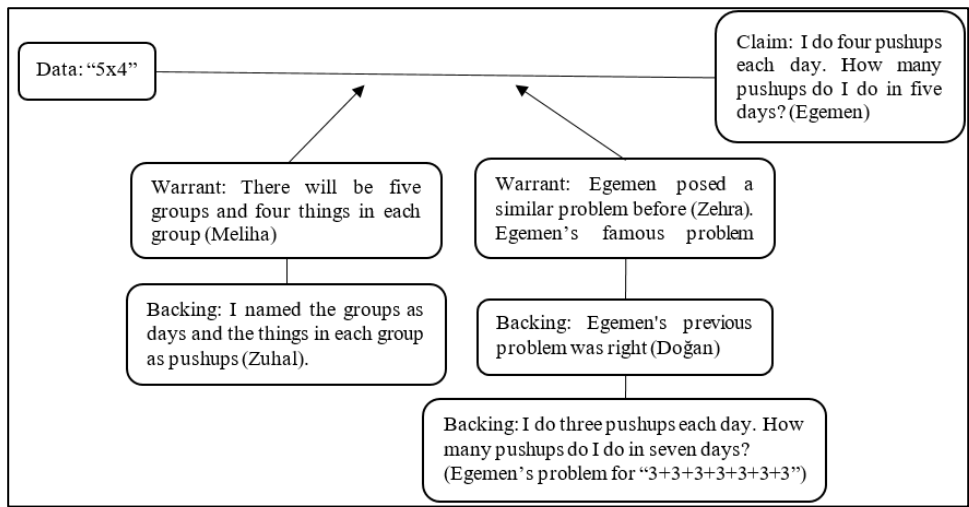 Data: “5x4”
Claim: I do four pushups
each day. How many
pushups do I do in five
days? (Egemen)
Warrant: There will be five
groups and four things in each
group (Meliha)
Warrant: Egemen posed a
similar problem before (Zehra).
Egemen’s famous problem
Backing: I named the groups as
days and the things in each group
as pushups (Zuhal).
Backing: Egemen's previous
problem was right (Doğan)
Backing: I do three pushups each day. How
many pushups do I do in seven days?
(Egemen’s problem for “3+3+3+3+3+3+3”)